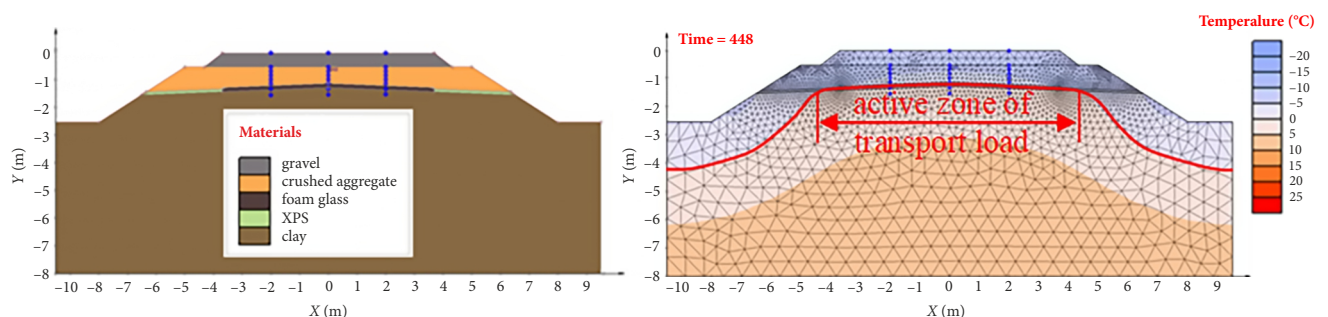 0
–1
–2
–3
–4
–5
–6
–7
–8
Y (m)
Materials
gravel
crushed aggregate
foam glass
XPS
clay
–10 –8 –7 –6 –5 –4 –3 –2 –1 0 1 2 3 4 5 6 7 8 9
X (m)
Time = 448
0
–1
–2
–3
–4
–5
–6
–7
–8
Y (m)
active zone of
transport load
–10 –8 –7 –6 –5 –4 –3 –2 –1 0 1 2 3 4 5 6 7 8 9
X (m)
Temperalure (°C)
–20
–15
–10
–5
0
5
10
15
20
25